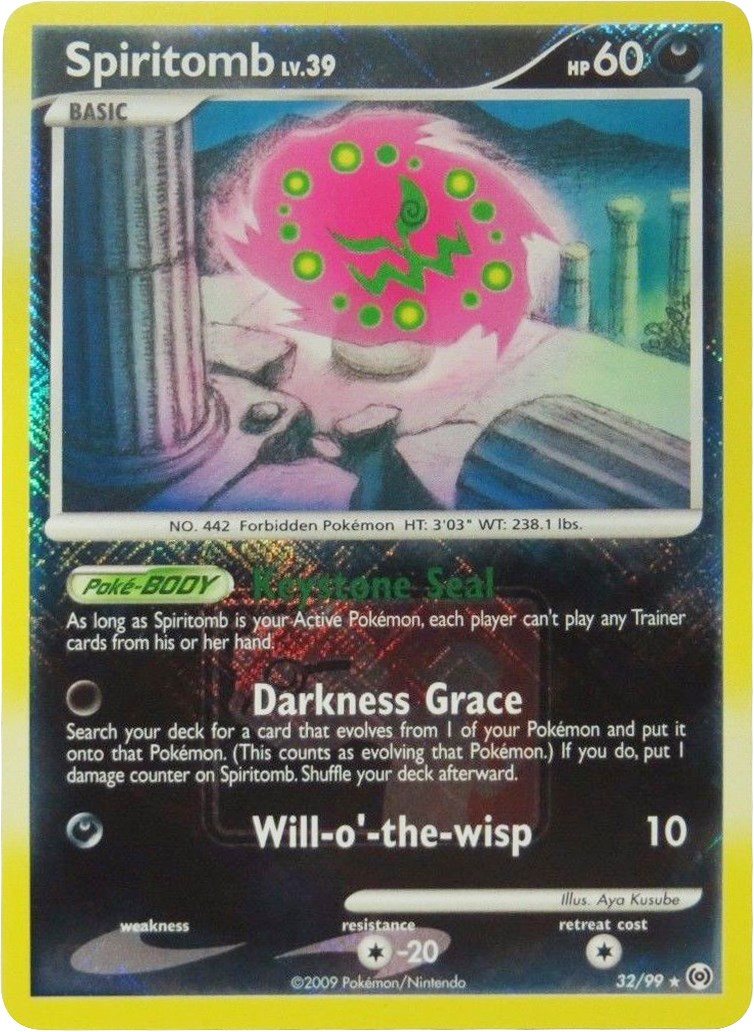 Spiritomb LV.39 HP 60
BASIC
NO. 442 Forbidden Pokémon HT: 3'03" WT: 238.1 lbs.
Poké-BODY Keystone Seal
As long as Spiritomb is your Active Pokémon, each player can't play any Trainer
cards from his or her hand.
Darkness Grace
Search your deck for a card that evolves from 1 of your Pokémon and put it
onto that Pokémon. (This counts as evolving that Pokémon.) If you do, put 1
damage counter on Spiritomb. Shuffle your deck afterward.
Will-o'-the-wisp 10
Illus. Aya Kusube
weakness resistance retreat cost
-20
©2009 Pokémon/Nintendo 32/99